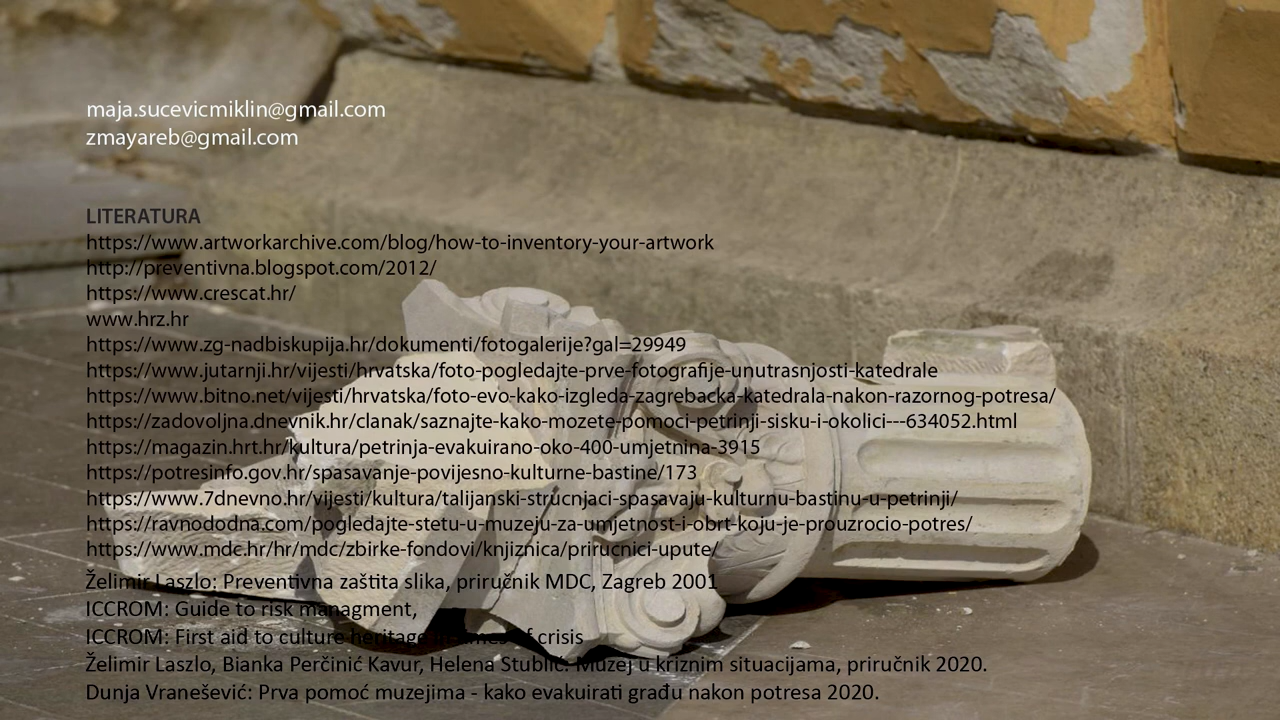 maja.sucevicmiklin@gmail.com
zmayareb@gmail.com
LITERATURA
https://www.artworkarchive.com/blog/how-to-inventory-your-artwork
http://preventivna.blogspot.com/2012/
https://www.crescat.hr/
www.hrz.hr
https://www.zg-nadbiskupija.hr/dokumenti/fotogalerije?gal=29949
https://www.jutarnji.hr/vijesti/hrvatska/foto-pogledajte-prve-fotografije-unutrasnjosti-katedrale
https://www.bitno.net/vijesti/hrvatska/foto-evo-kako-izgleda-zagrebacka-katedrala-nakon-razornog-potresa/
https://zadovoljna.dnevnik.hr/clanak/saznajte-kako-mozete-pomoci-petrinji-sisku-i-okolici---634052.html
https://magazin.hrt.hr/kultura/petrinja-evakuirano-oko-400-umjetnina-3915
https://potresinfo.gov.hr/spasavanje-povijesno-kulturne-bastine/173
https://www.7dnevno.hr/vijesti/kultura/talijanski-strucnjaci-spasavaju-kulturnu-bastinu-u-petrinji/
https://ravnododna.com/pogledajte-stetu-u-muzeju-za-umjetnost-i-obrt-koju-je-prouzrocio-potres/
https://www.mdc.hr/hr/mdc/zbirke-fondovi/knjiznica/prirucnici-upute/
Želimir Laszlo: Preventivna zaštita slika, priručnik MDC, Zagreb 2001
ICCROM: Guide to risk managment,
ICCROM: First aid to culture heritage in times of crisis
Želimir Laszlo, Bianka Perčinić Kavur, Helena Stublić: Muzej u kriznim situacijama, priručnik 2020.
Dunja Vranešević: Prva pomoć muzejima - kako evakuirati građu nakon potresa 2020.